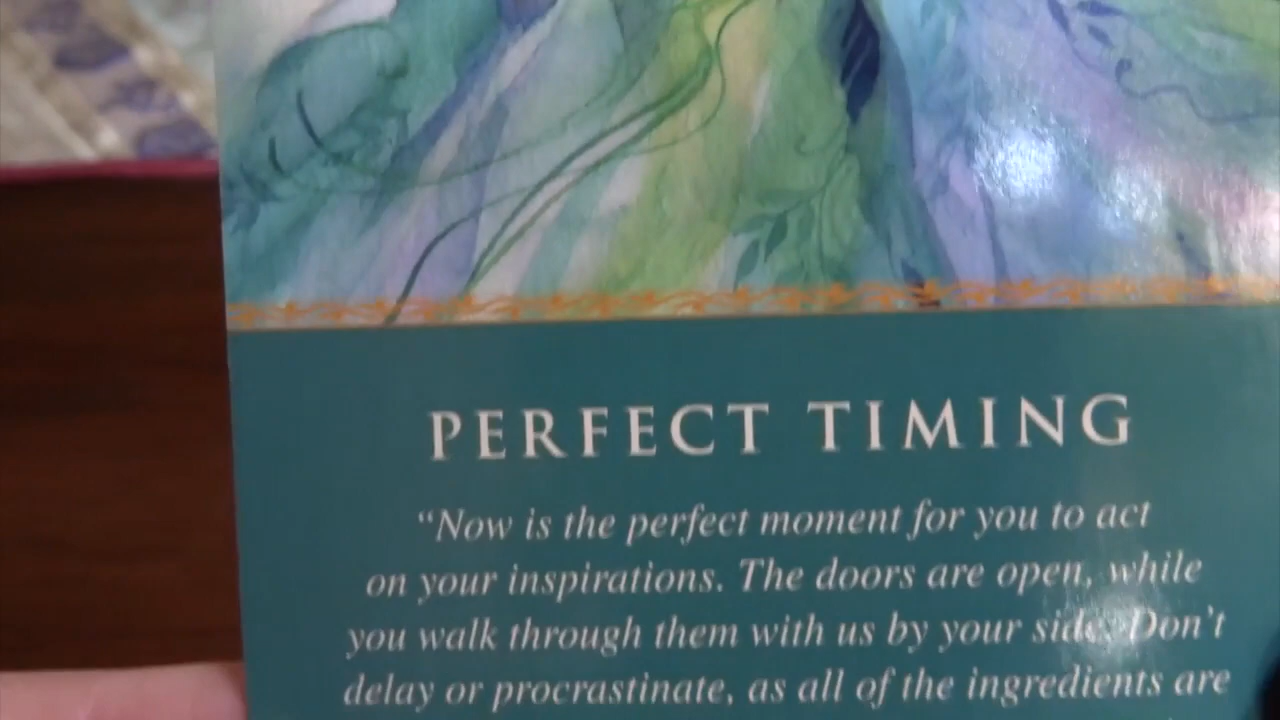 PERFECT TIMING
“Now is the perfect moment for you to act
on your inspirations. The doors are open, while
you walk through them with us by your side. Don’t
delay or procrastinate, as all of the ingredients are